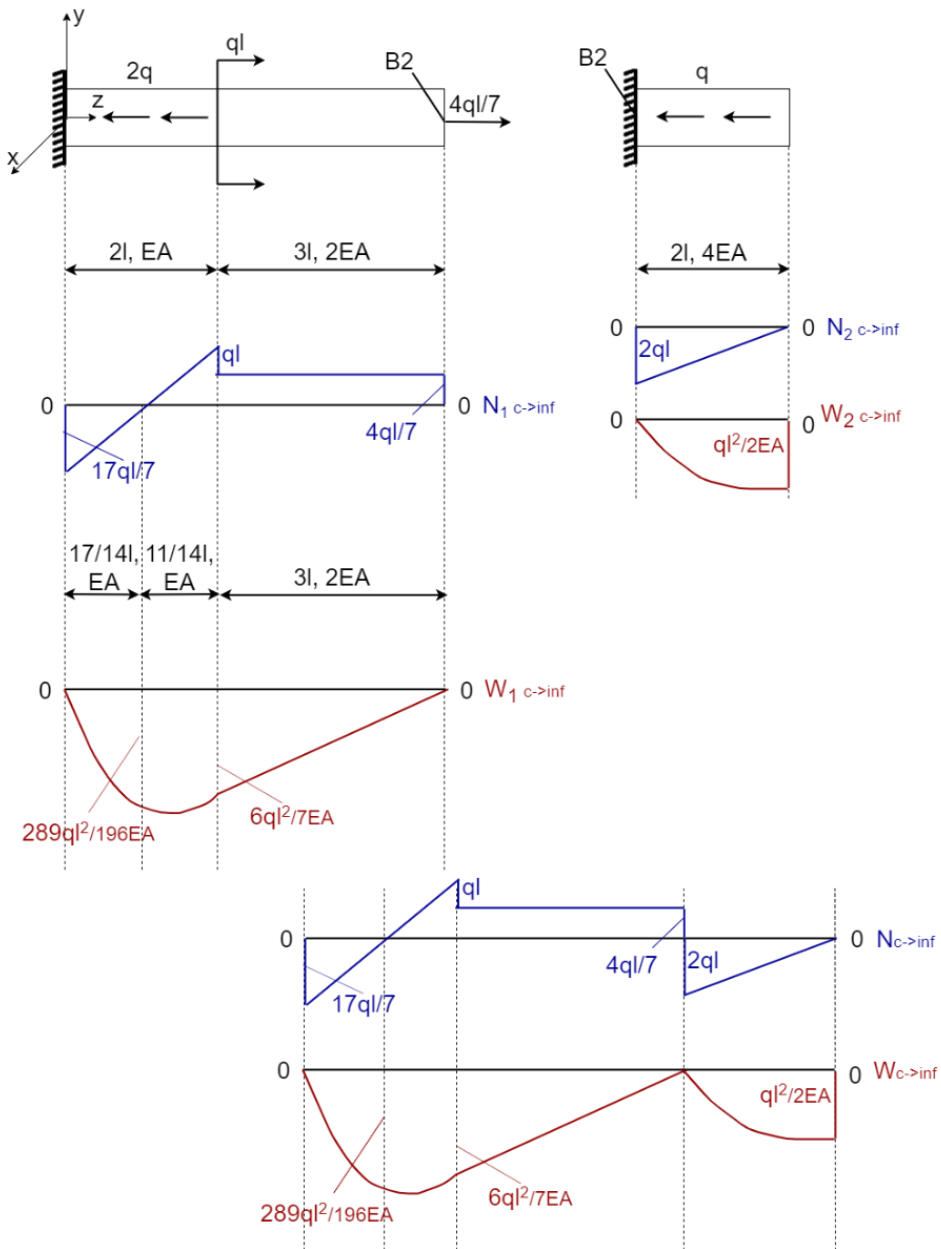 y
ql
2q
B2
B2
q
z
4ql/7
x
2l, EA
3l, 2EA
2l, 4EA
0
0 N₂ c->inf
2ql
ql
0
4ql/7
0 N₁ c->inf
17ql/7
0
0 W₂ c->inf
ql²/2EA
17/14l,
EA
11/14l,
EA
3l, 2EA
0
0 W₁ c->inf
289ql²/196EA
6ql²/7EA
ql
0
4ql/7
2ql
0 Nc->inf
17ql/7
0
0 Wc->inf
ql²/2EA
289ql²/196EA
6ql²/7EA